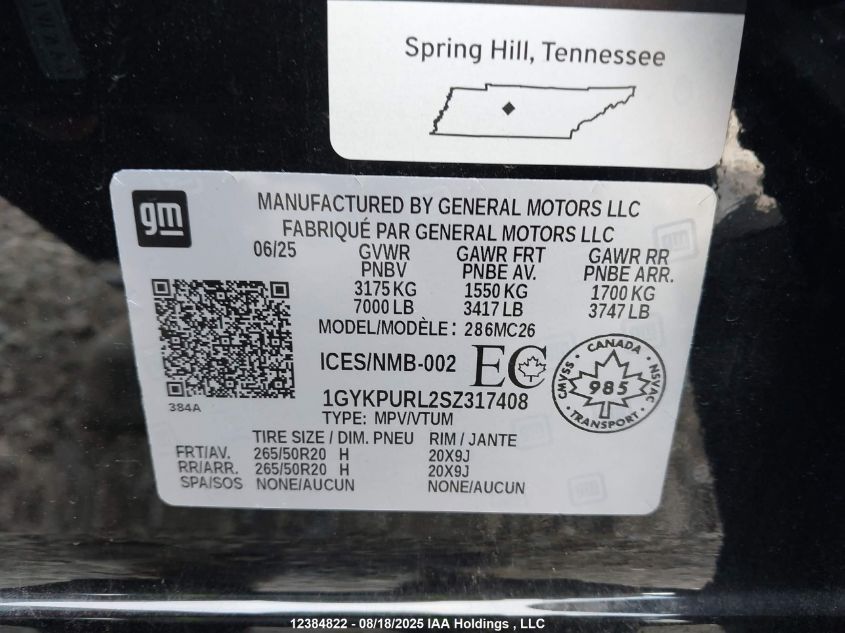 Spring Hill, Tennessee
gm
MANUFACTURED BY GENERAL MOTORS LLC
FABRIQUÉ PAR GENERAL MOTORS LLC
06/25 GVWR GAWR FRT GAWR RR
PNBV PNBE AV. PNBE ARR.
3175 KG 1550 KG 1700 KG
7000 LB 3417 LB 3747 LB
MODEL/MODÈLE: 286MC26
ICES/NMB-002 EC
CANADA
CMVSS 985 NSVAC
TRANSPORT
384A
1GYKPURL2SZ317408
TYPE: MPV/VTUM
TIRE SIZE / DIM. PNEU RIM / JANTE
FRT/AV. 265/50R20 H 20X9J
RR/ARR. 265/50R20 H 20X9J
SPA/SOS NONE/AUCUN NONE/AUCUN
12384822 - 08/18/2025 IAA Holdings , LLC